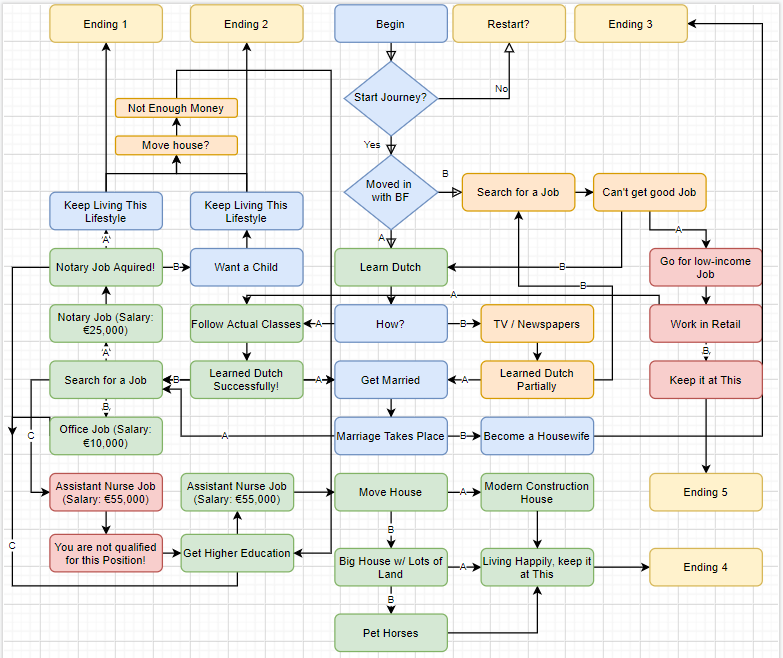 Ending 1
Ending 2
Begin
Restart?
Ending 3
Not Enough Money
Start Journey?
No
Move house?
Yes
Moved in
with BF
B
Search for a Job
Can't get good Job
Keep Living This
Lifestyle
Keep Living This
Lifestyle
A
A
A
Notary Job Aquired!
B
Want a Child
Learn Dutch
B
Go for low-income
Job
B
A
Notary Job (Salary:
€25,000)
Follow Actual Classes
A
How?
B
TV / Newspapers
Work in Retail
A
B
Search for a Job
B
Learned Dutch
Successfully!
A
Get Married
A
Learned Dutch
Partially
Keep it at This
B
Office Job (Salary:
€10,000)
C
A
Marriage Takes Place
B
Become a Housewife
Assistant Nurse Job
(Salary: €55,000)
Assistant Nurse Job
(Salary: €55,000)
Move House
A
Modern Construction
House
Ending 5
B
C
You are not qualified
for this Position!
Get Higher Education
Big House w/ Lots of
Land
A
Living Happily, keep it
at This
Ending 4
B
Pet Horses